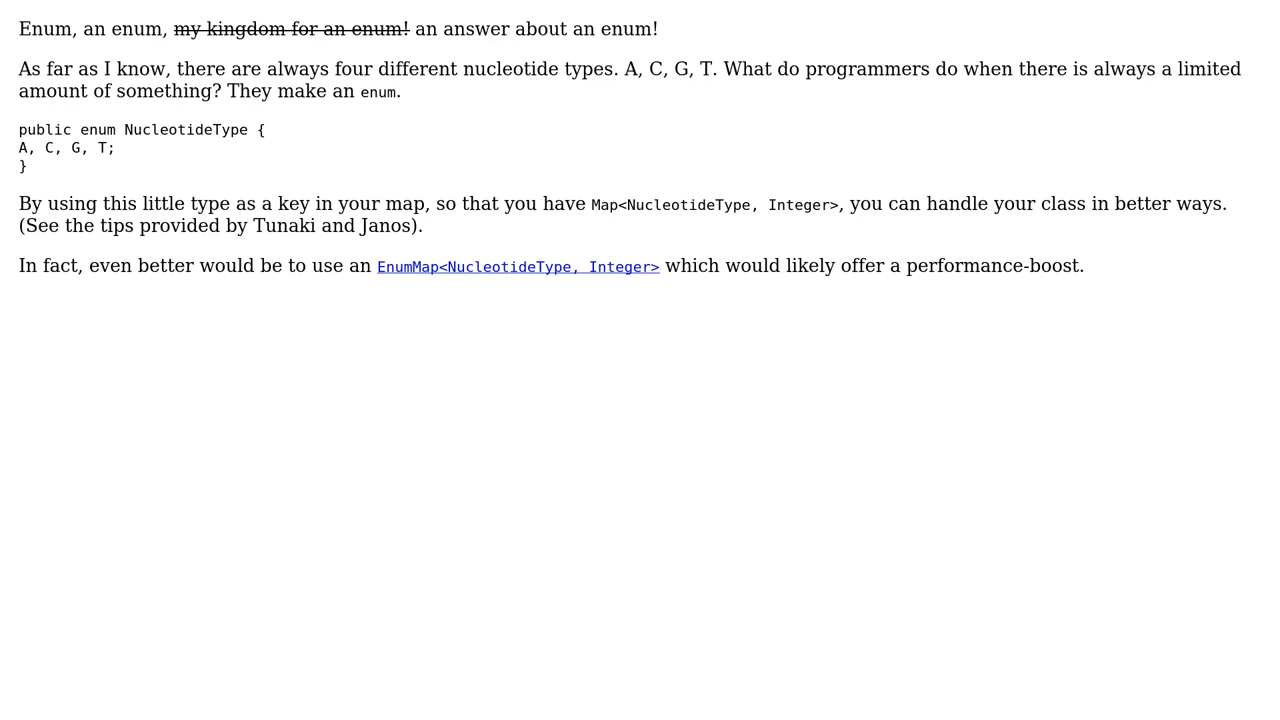 Enum, an enum, my kingdom for an enum! an answer about an enum!
As far as I know, there are always four different nucleotide types. A, C, G, T. What do programmers do when there is always a limited
amount of something? They make an enum.
public enum NucleotideType {
A, C, G, T;
}
By using this little type as a key in your map, so that you have Map<NucleotideType, Integer>, you can handle your class in better ways.
(See the tips provided by Tunaki and Janos).
In fact, even better would be to use an EnumMap<NucleotideType, Integer> which would likely offer a performance-boost.